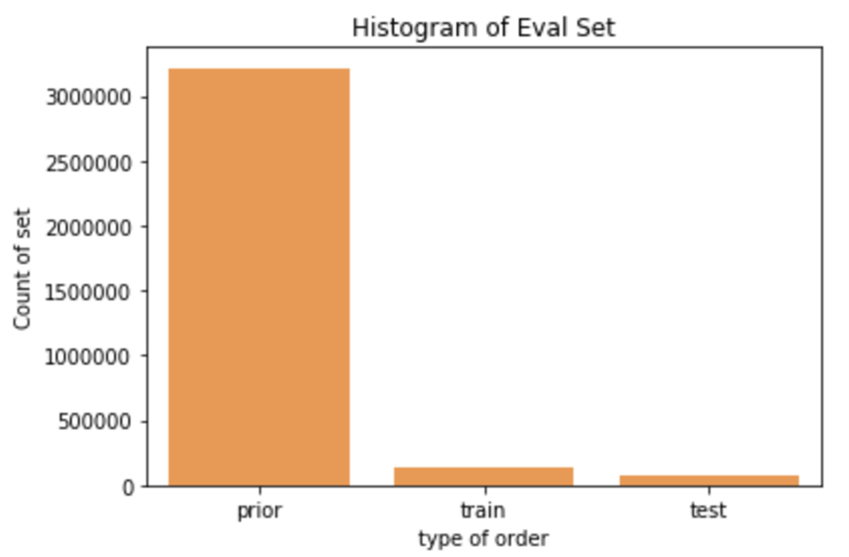 Histogram of Eval Set
3000000
2500000
2000000
1500000
1000000
500000
0
Count of set
prior train test
type of order